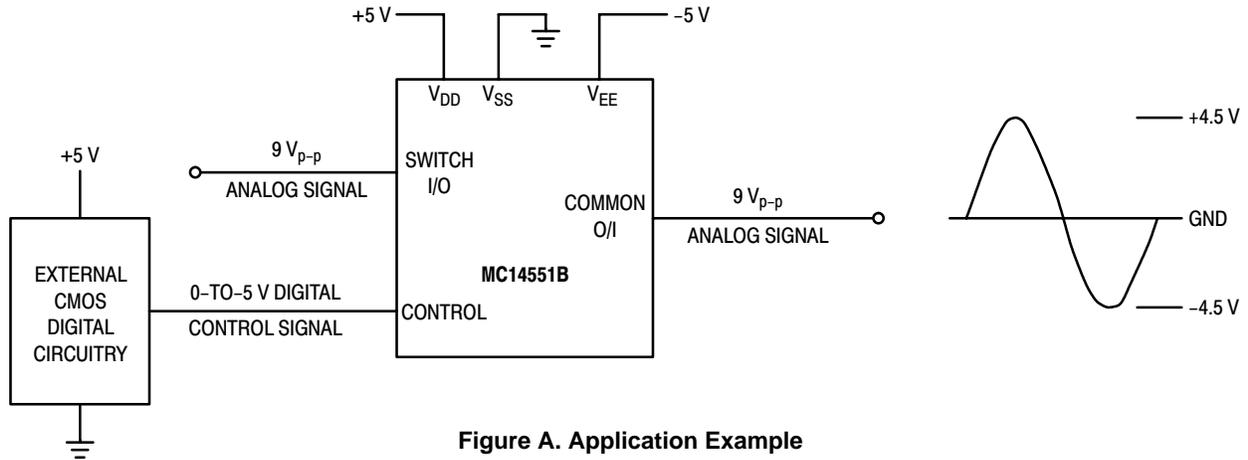 +5 V
−5 V
V_DD
V_SS
V_EE
9 V_p−p
ANALOG SIGNAL
SWITCH
I/O
COMMON
O/I
9 V_p−p
ANALOG SIGNAL
MC14551B
+5 V
EXTERNAL
CMOS
DIGITAL
CIRCUITRY
0−TO−5 V DIGITAL
CONTROL SIGNAL
CONTROL
+4.5 V
GND
−4.5 V
Figure A. Application Example